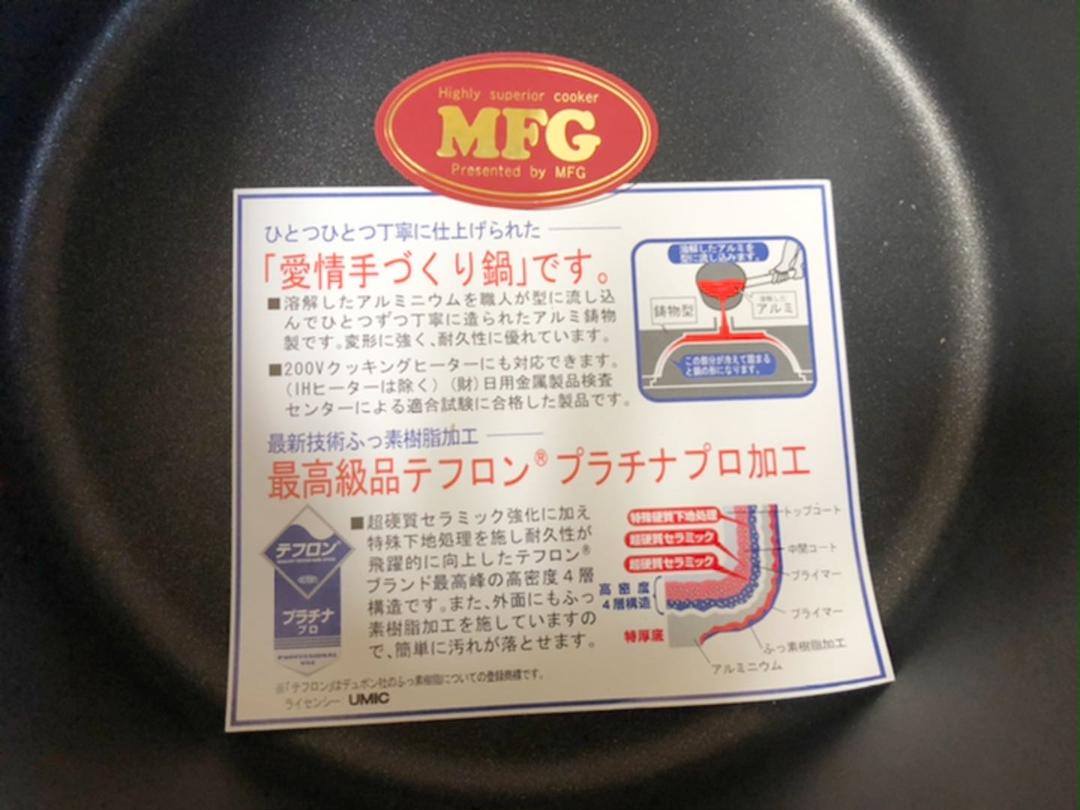 Highly superior cooker
MFG
Presented by MFG
ひとつひとつ丁寧に仕上げられた
「愛情手づくり鍋」です。
■溶解したアルミニウムを職人が型に流し込
んでひとつずつ丁寧に造られたアルミ鋳物
製です。変形に強く、耐久性に優れています。
■200Vクッキングヒーターにも対応できます。
(IHヒーターは除く) (財)日用金属製品検査
センターによる適合試験に合格した製品です。
溶解したアルミを
型に流し込みます。
鋳物型
溶解した
アルミ
この部分が冷えて固まる
と鍋の形になります。
最新技術ふっ素樹脂加工
最高級品テフロン®プラチナプロ加工
テフロン®
プラチナ
プロ
PROFESSIONAL
USE
■超硬質セラミック強化に加え
特殊下地処理を施し耐久性が
飛躍的に向上したテフロン®
ブランド最高峰の高密度4層
構造です。また、外面にもふっ
素樹脂加工を施していますの
で、簡単に汚れが落とせます。
特殊硬質下地処理
超硬質セラミック
超硬質セラミック
高密度
4層構造
特厚底
トップコート
中間コート
プライマー
プライマー
ふっ素樹脂加工
アルミニウム
※「テフロン」はデュポン社のふっ素樹脂についての登録商標です。
ライセンシー UMIC